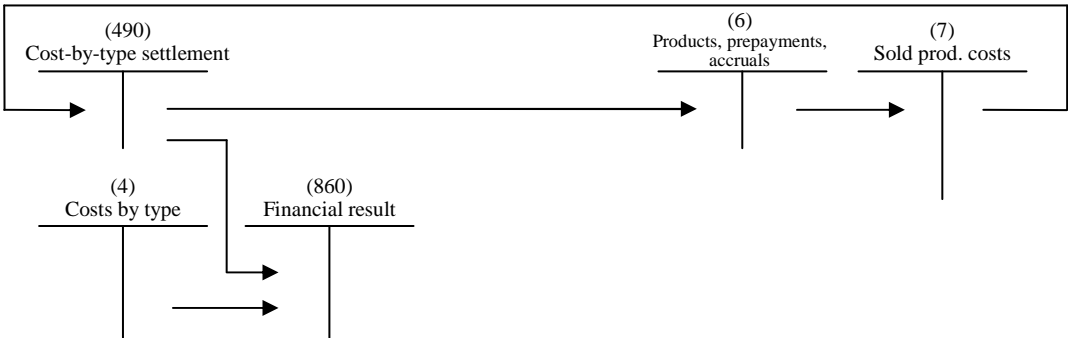 (490)
Cost-by-type settlement
(6)
Products, prepayments,
accruals
(7)
Sold prod. costs
(4)
Costs by type
(860)
Financial result